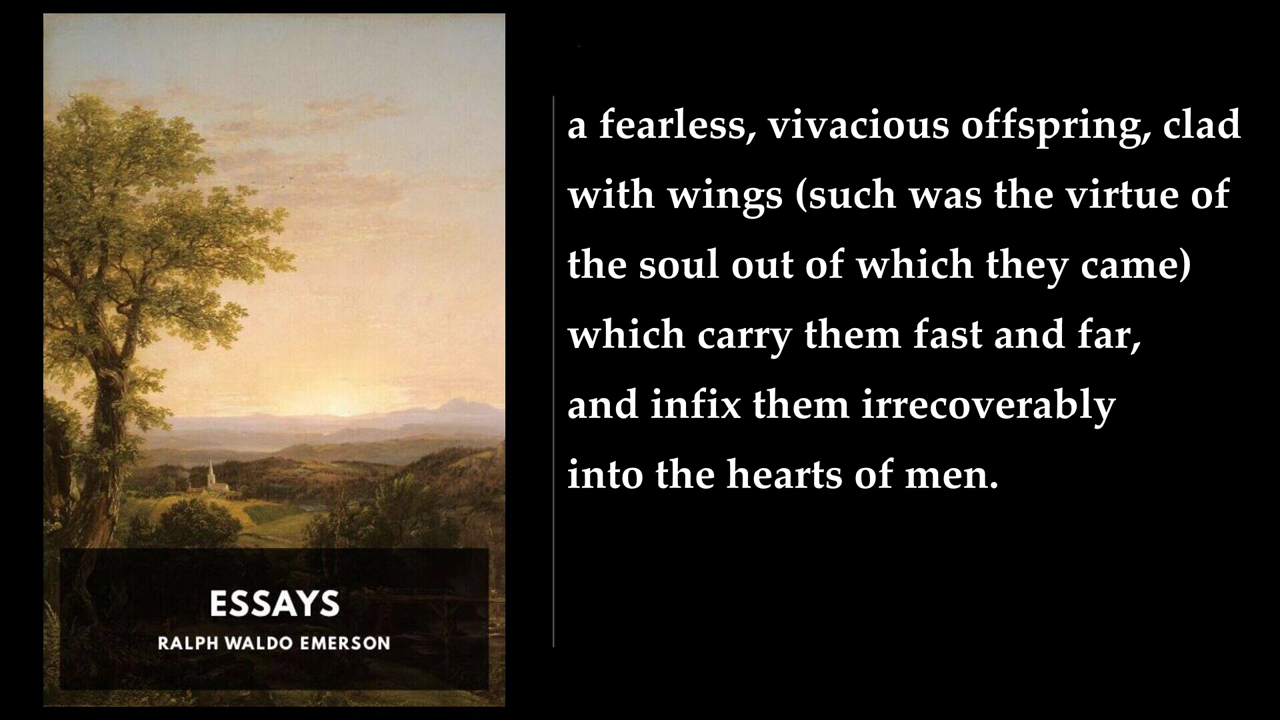 a fearless, vivacious offspring, clad
with wings (such was the virtue of
the soul out of which they came)
which carry them fast and far,
and infix them irrecoverably
into the hearts of men.
ESSAYS
RALPH WALDO EMERSON